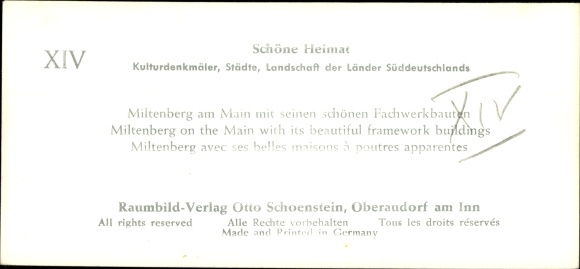 XIV
Schöne Heimat
Kulturdenkmäler, Städte, Landschaft der Länder Süddeutschlands
Miltenberg am Main mit seinen schönen Fachwerkbauten
Miltenberg on the Main with its beautiful framework buildings
Miltenberg avec ses belles maisons à poutres apparentes
XIV
Raumbild-Verlag Otto Schoenstein, Oberaudorf am Inn
All rights reserved Alle Rechte vorbehalten Tous les droits réservés
Made and Printed in Germany